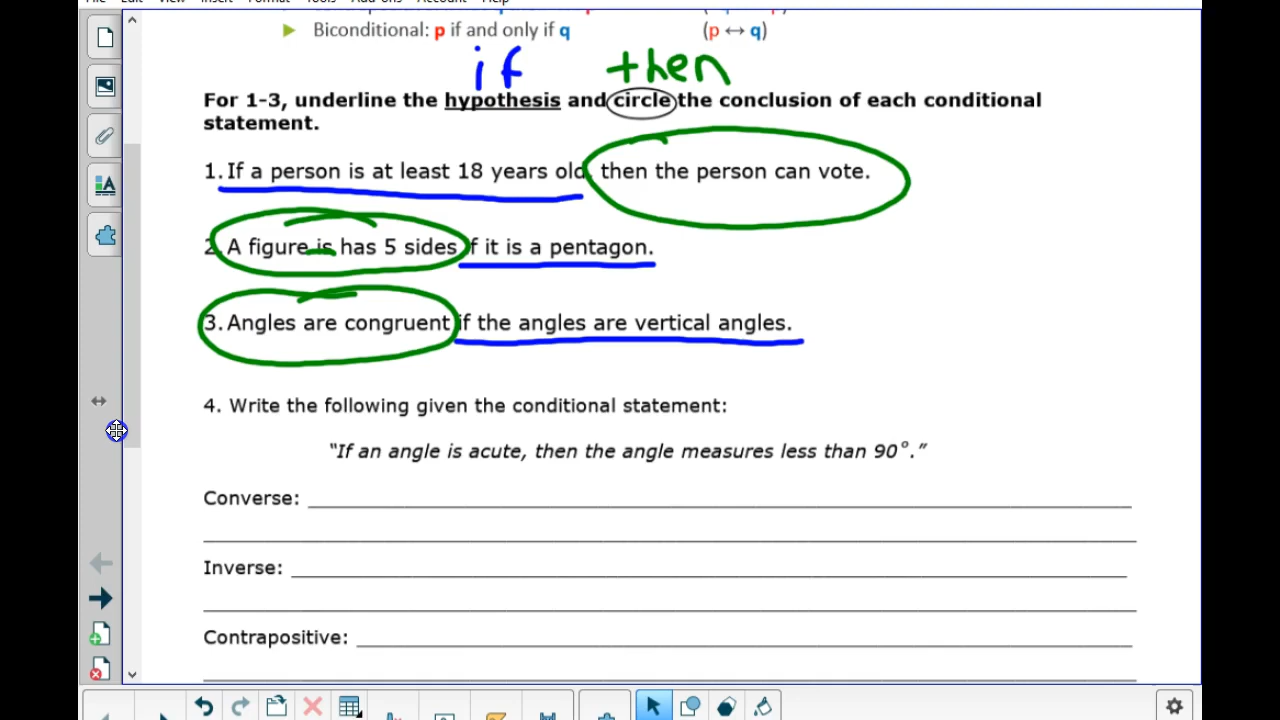 Biconditional: p if and only if q (p ↔ q)
if then
For 1-3, underline the hypothesis and circle the conclusion of each conditional
statement.
1. If a person is at least 18 years old, then the person can vote.
2. A figure is has 5 sides if it is a pentagon.
3. Angles are congruent if the angles are vertical angles.
4. Write the following given the conditional statement:
“If an angle is acute, then the angle measures less than 90°.”
Converse:
Inverse:
Contrapositive: